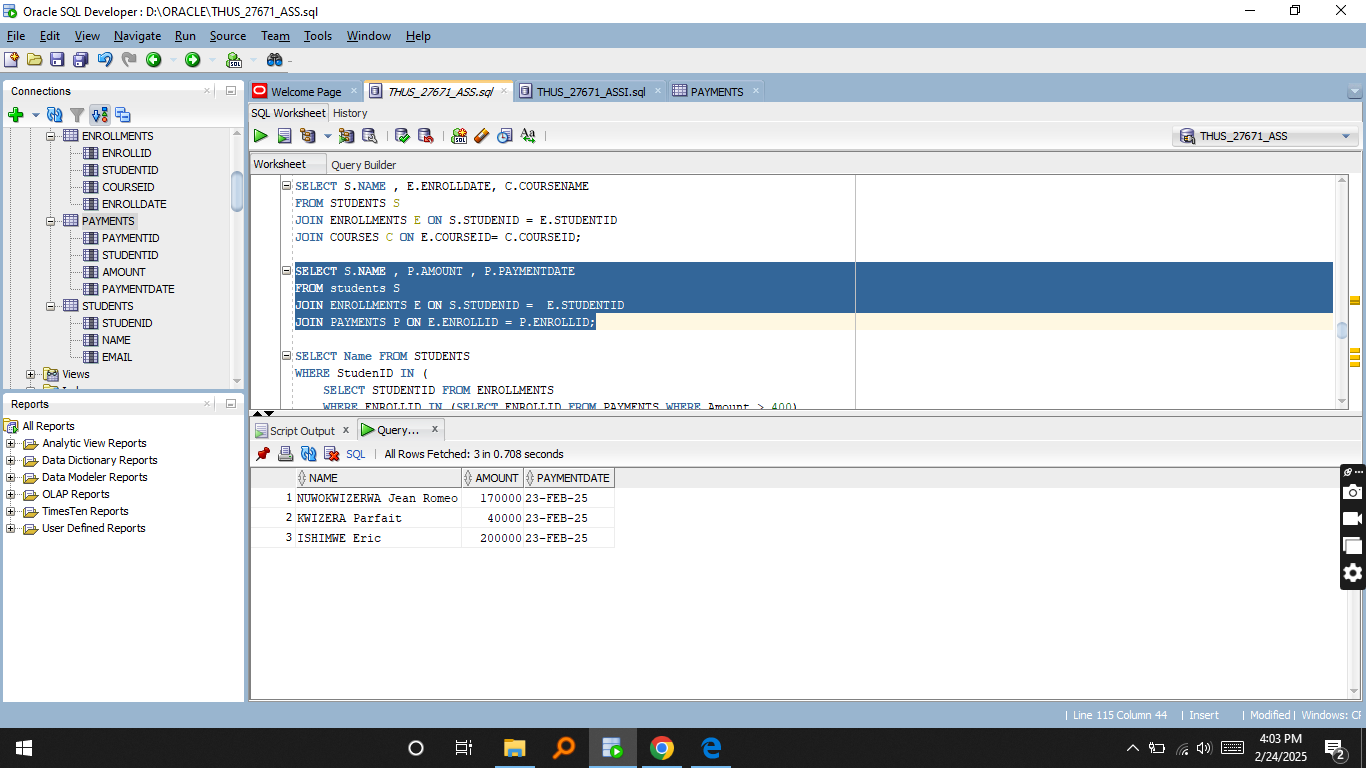 Oracle SQL Developer : D:\ORACLE\THUS_27671_ASS.sql
File Edit View Navigate Run Source Team Tools Window Help
Connections
ENROLLMENTS
ENROLLID
STUDENTID
COURSEID
ENROLLDATE
PAYMENTS
PAYMENTID
STUDENTID
AMOUNT
PAYMENTDATE
STUDENTS
STUDENID
NAME
EMAIL
Views
Reports
All Reports
Analytic View Reports
Data Dictionary Reports
Data Modeler Reports
OLAP Reports
TimesTen Reports
User Defined Reports
Welcome Page THUS_27671_ASS.sql THUS_27671_ASSI.sql PAYMENTS
SQL Worksheet History
THUS_27671_ASS
Worksheet Query Builder
SELECT S.NAME , E.ENROLLDATE, C.COURSENAME
FROM STUDENTS S
JOIN ENROLLMENTS E ON S.STUDENID = E.STUDENTID
JOIN COURSES C ON E.COURSEID= C.COURSEID;
SELECT S.NAME , P.AMOUNT , P.PAYMENTDATE
FROM students S
JOIN ENROLLMENTS E ON S.STUDENID =  E.STUDENTID
JOIN PAYMENTS P ON E.ENROLLID = P.ENROLLID;
SELECT Name FROM STUDENTS
WHERE StudenID IN (
SELECT STUDENTID FROM ENROLLMENTS
WHERE ENROLLID IN (SELECT ENROLLID FROM PAYMENTS WHERE Amount > 400)
Script Output x Query... x
SQL | All Rows Fetched: 3 in 0.708 seconds
NAME AMOUNT PAYMENTDATE
1 NUWOKWIZERWA Jean Romeo 170000 23-FEB-25
2 KWIZERA Parfait 40000 23-FEB-25
3 ISHIMWE Eric 200000 23-FEB-25
| Line 115 Column 44 | Insert | Modified | Windows: CF
4:03 PM
2/24/2025
2